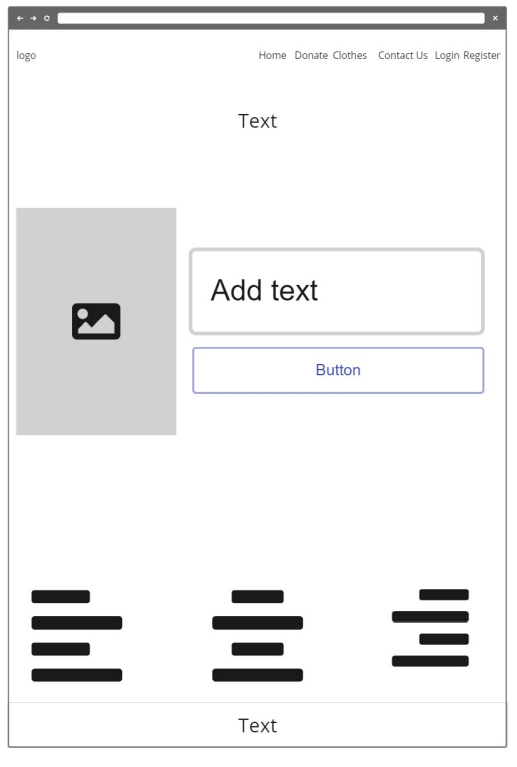 logo Home Donate Clothes Contact Us Login Register
Text
Add text
Button
Text